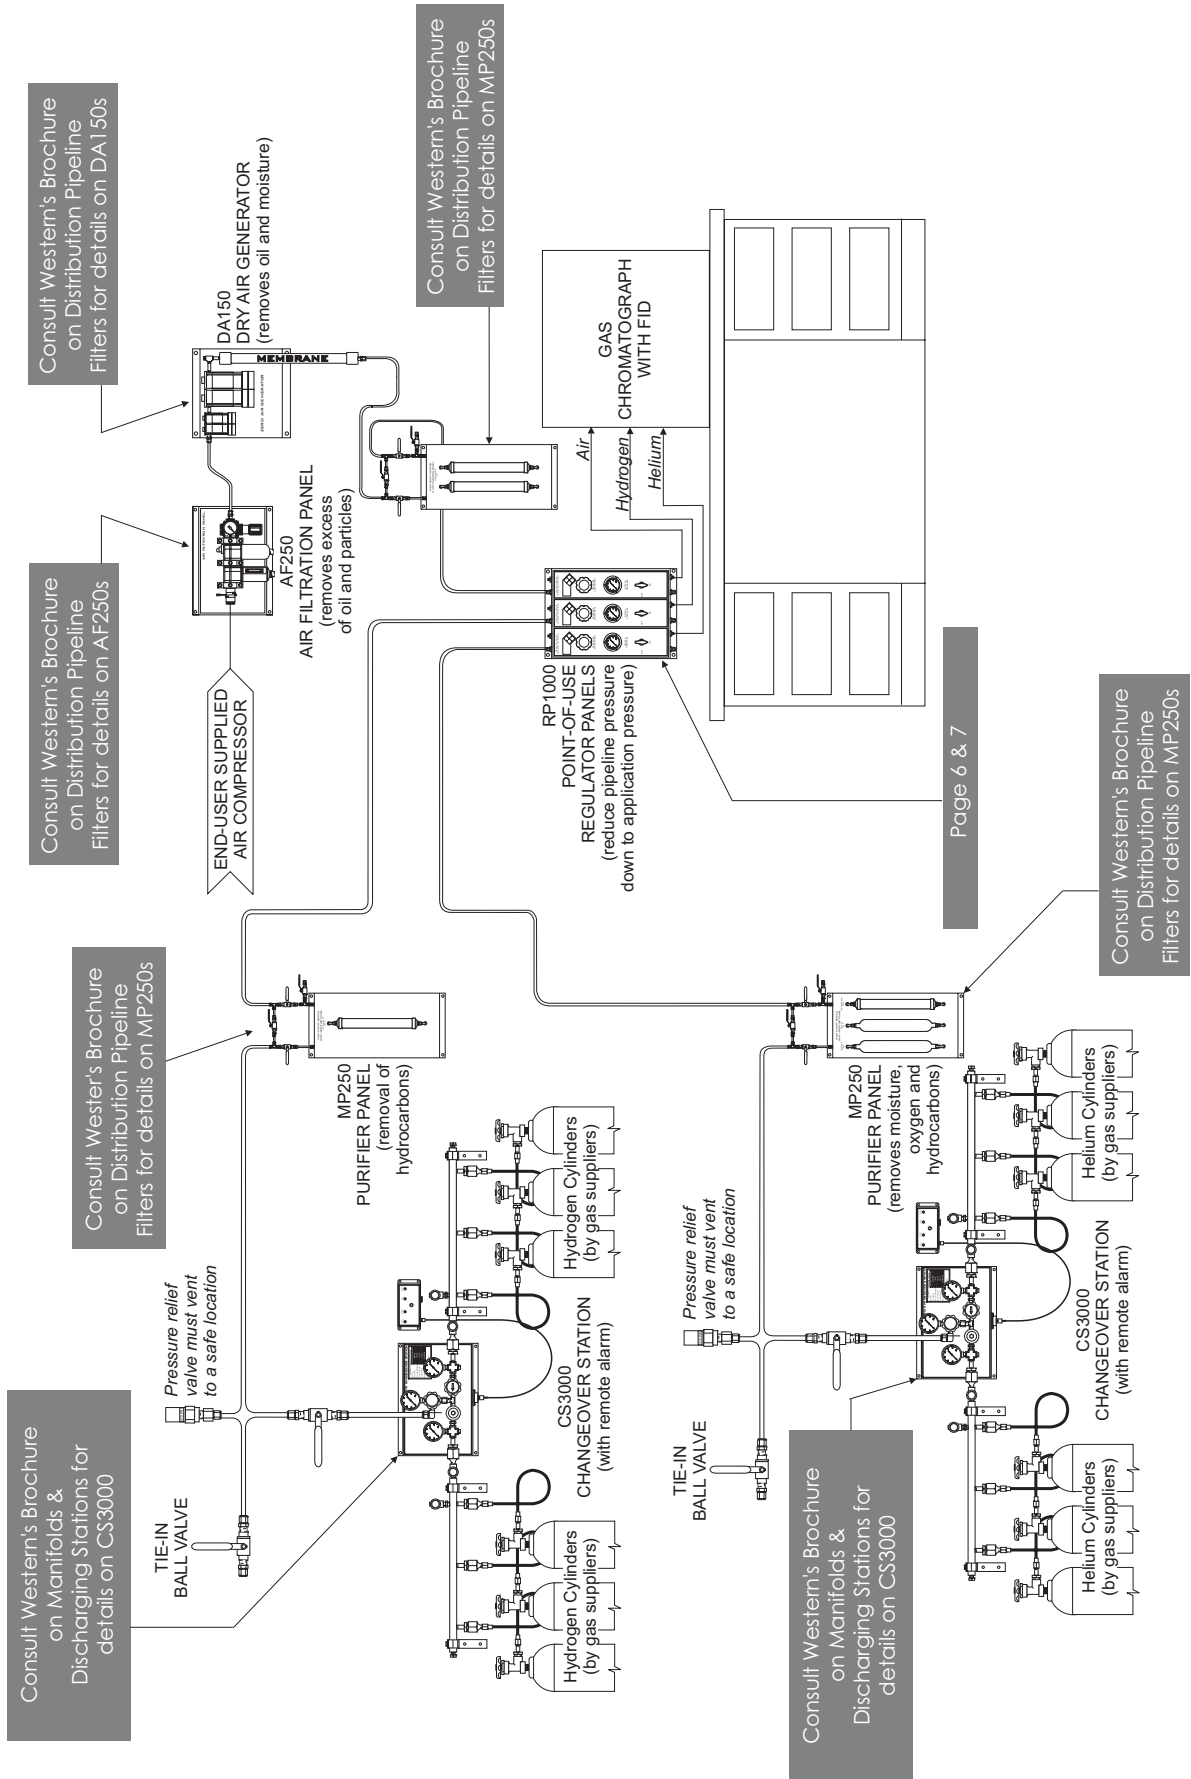 Consult Western's Brochure
on Manifolds &
Discharging Stations for
details on CS3000
TIE-IN
BALL VALVE
Pressure relief
valve must vent
to a safe location
Hydrogen Cylinders
(by gas suppliers)
CS3000
CHANGEOVER STATION
(with remote alarm)
Hydrogen Cylinders
(by gas suppliers)
Consult Wester's Brochure
on Distribution Pipeline
Filters for details on MP250s
MP250
PURIFIER PANEL
(removal of
hydrocarbons)
Consult Western's Brochure
on Distribution Pipeline
Filters for details on AF250s
END-USER SUPPLIED
AIR COMPRESSOR
AIR FILTRATION PANEL
AF250
AIR FILTRATION PANEL
(removes excess
of oil and particles)
Consult Western's Brochure
on Distribution Pipeline
Filters for details on DA150s
DA150
DRY AIR GENERATOR
(removes oil and moisture)
MEMBRANE
ZERO AIR GENERATOR
Consult Western's Brochure
on Distribution Pipeline
Filters for details on MP250s
RP1000
POINT-OF-USE
REGULATOR PANELS
(reduce pipeline pressure
down to application pressure)
Air
Hydrogen
Helium
GAS
CHROMATOGRAPH
WITH FID
Page 6 & 7
TIE-IN
BALL VALVE
Pressure relief
valve must vent
to a safe location
Consult Western's Brochure
on Manifolds &
Discharging Stations for
details on CS3000
Helium Cylinders
(by gas suppliers)
CS3000
CHANGEOVER STATION
(with remote alarm)
Helium Cylinders
(by gas suppliers)
MP250
PURIFIER PANEL
(removes moisture,
oxygen and
hydrocarbons)
Consult Western's Brochure
on Distribution Pipeline
Filters for details on MP250s